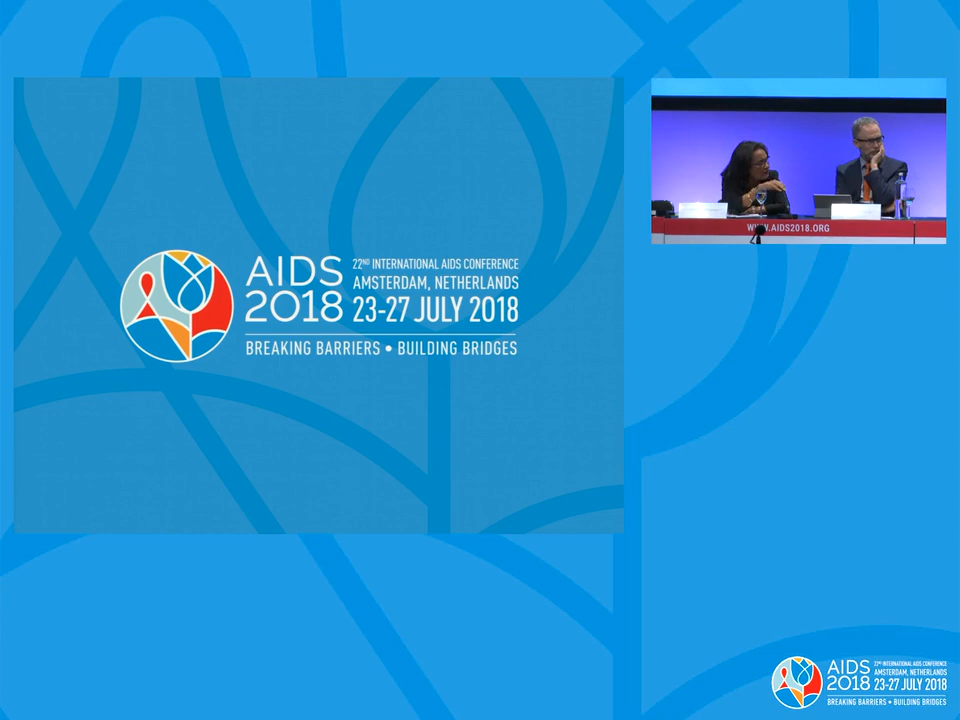 AIDS
2018
22ND INTERNATIONAL AIDS CONFERENCE
AMSTERDAM, NETHERLANDS
23-27 JULY 2018
BREAKING BARRIERS • BUILDING BRIDGES
WWW.AIDS2018.ORG
AIDS
2018
22ND INTERNATIONAL AIDS CONFERENCE
AMSTERDAM, NETHERLANDS
23-27 JULY 2018
BREAKING BARRIERS • BUILDING BRIDGES